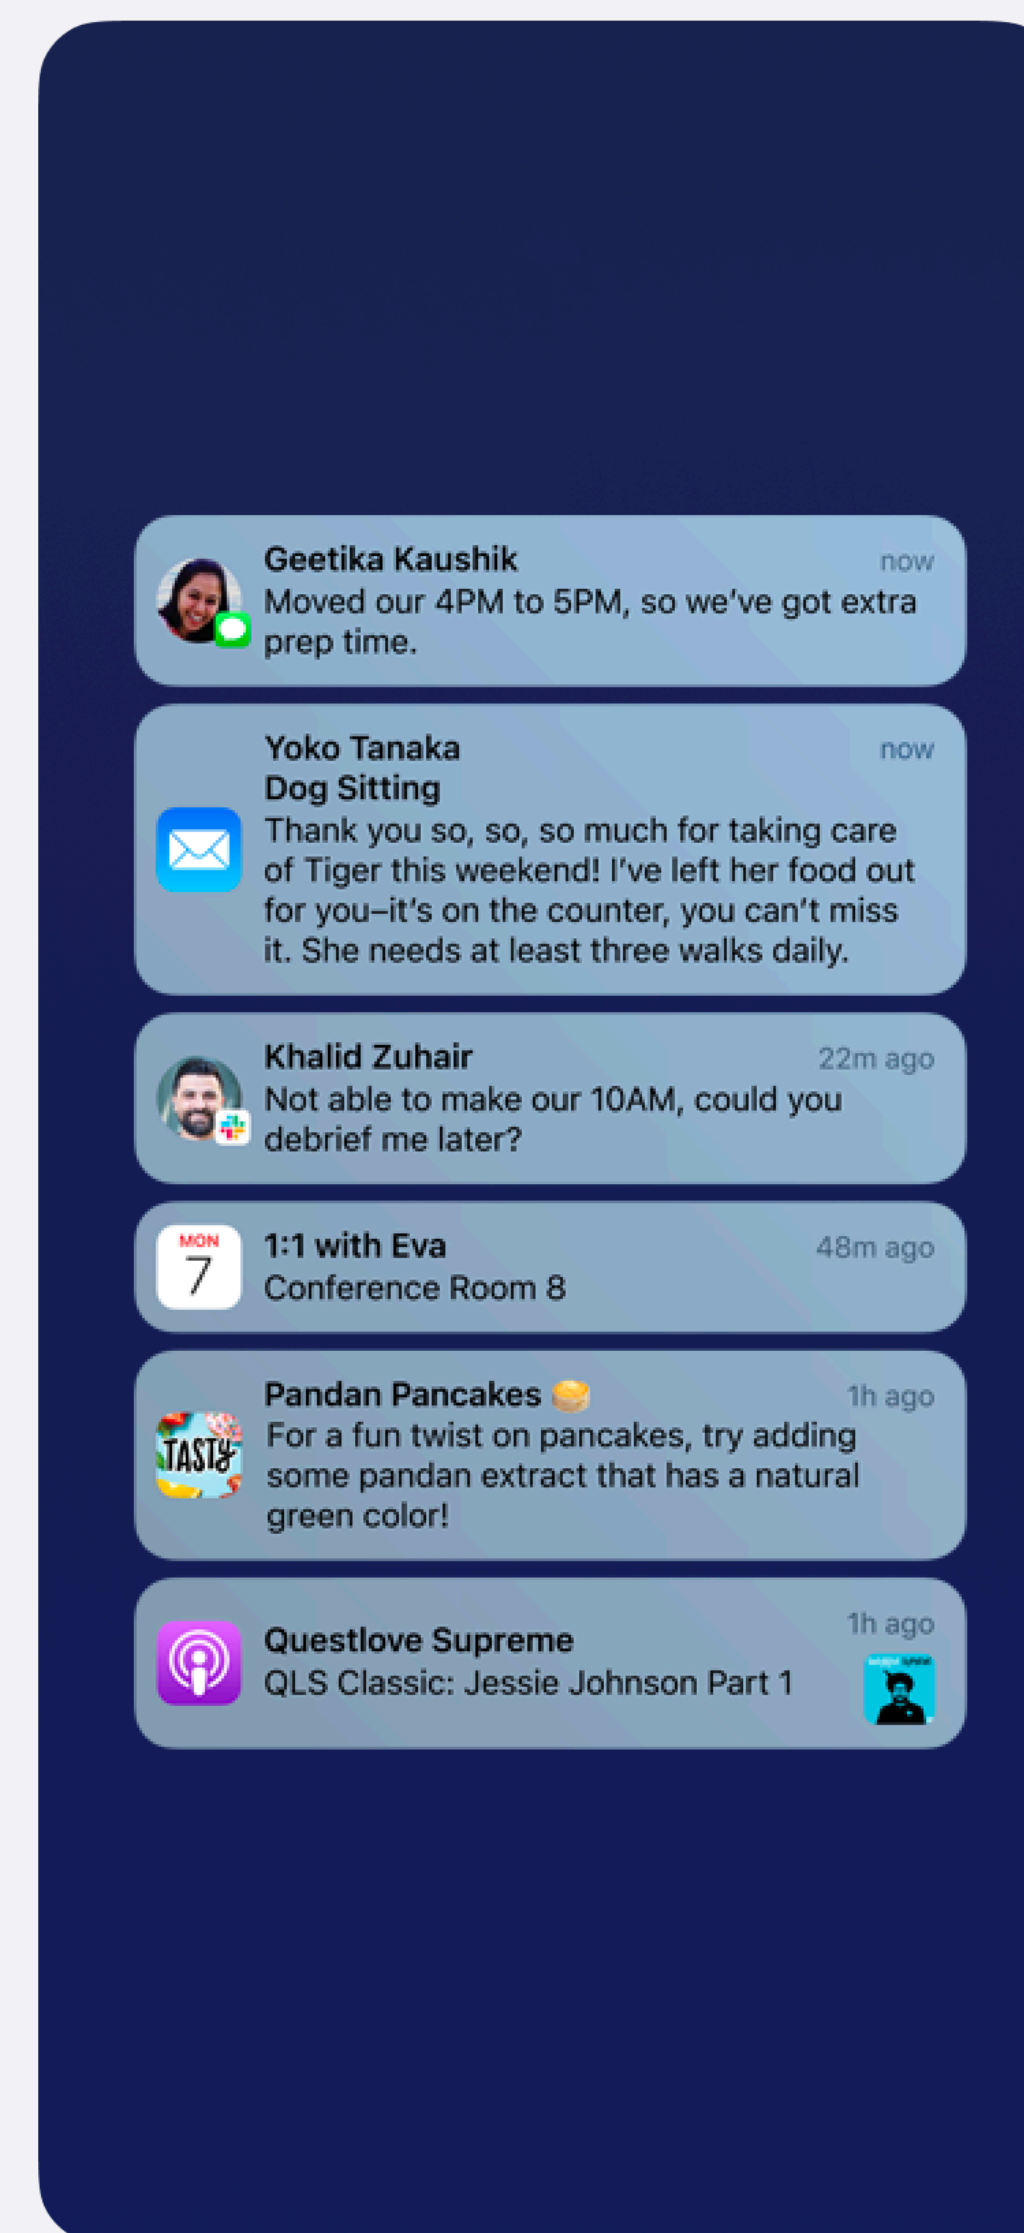 Geetika Kaushik
now
Moved our 4PM to 5PM, so we’ve got extra
prep time.
Yoko Tanaka
now
Dog Sitting
Thank you so, so, so much for taking care
of Tiger this weekend! I’ve left her food out
for you–it’s on the counter, you can’t miss
it. She needs at least three walks daily.
Khalid Zuhair
22m ago
Not able to make our 10AM, could you
debrief me later?
MON
7
1:1 with Eva
48m ago
Conference Room 8
Pandan Pancakes 🥞
1h ago
TASTY
For a fun twist on pancakes, try adding
some pandan extract that has a natural
green color!
Questlove Supreme
1h ago
QLS Classic: Jessie Johnson Part 1